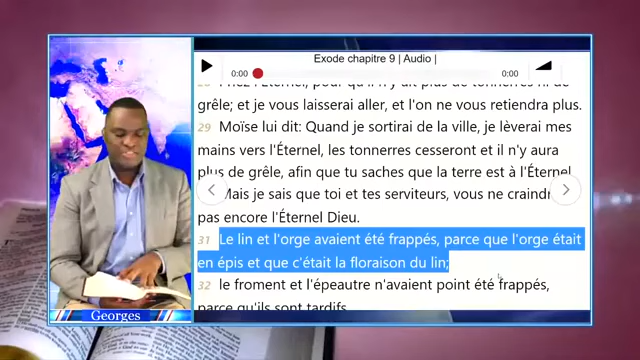 Exode chapitre 9 | Audio |
0:00
0:00
grêle; et je vous laisserai aller, et l'on ne vous retiendra plus.
29 Moïse lui dit: Quand je sortirai de la ville, je lèverai mes
mains vers l'Éternel, les tonnerres cesseront et il n'y aura
plus de grêle, afin que tu saches que la terre est à l'Éternel.
Mais je sais que toi et tes serviteurs, vous ne
pas encore l'Éternel Dieu.
31 Le lin et l'orge avaient été frappés, parce que l'orge était
en épis et que c'était la floraison du lin;
32 le froment et l'épeautre n'avaient point été frappés,
parce qu'ils sont tardifs.
Georges